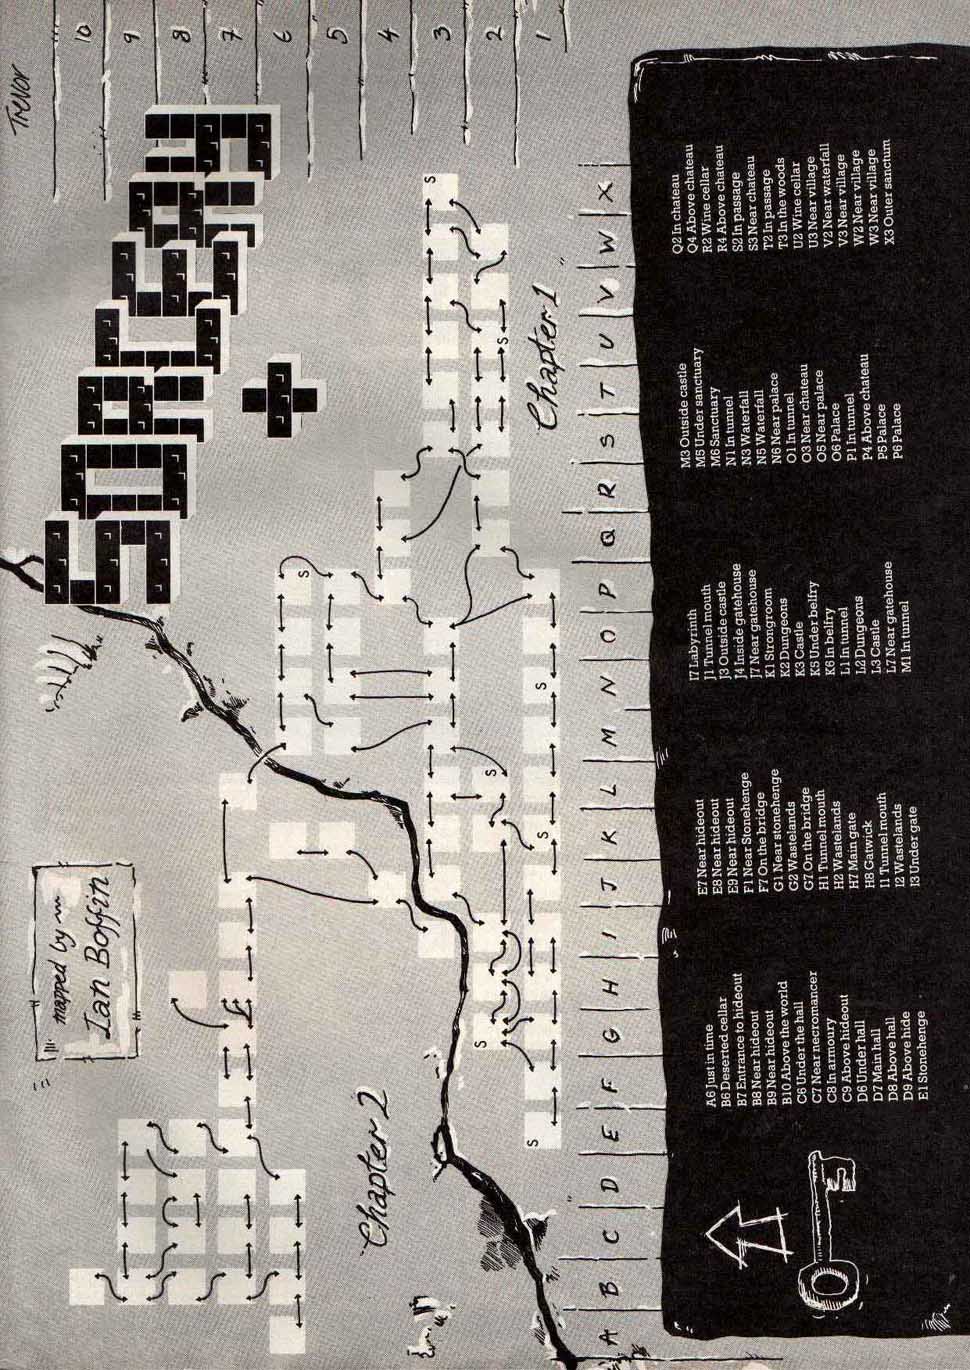 Trevor
SORCERY
+
mapped by
Ian Boffin
10
9
8
7
6
5
4
3
2
1
Chapter 2
Chapter 1
S
S
S
S
S
S
S
S
A B C D E F G H I J K L M N O P Q R S T U V W X
A6 Just in time
B6 Deserted cellar
B7 Entrance to hideout
B8 Near hideout
B9 Near hideout
B10 Above the world
C6 Under the hall
C7 Near necromancer
C8 In armoury
C9 Above hideout
D6 Under hall
D7 Main hall
D8 Above hall
D9 Above hide
E1 Stonehenge
E7 Near hideout
E8 Near hideout
E9 Near hideout
F1 Near Stonehenge
F7 On the bridge
G1 Near stonehenge
G2 Wastelands
G7 On the bridge
H1 Tunnel mouth
H2 Wastelands
H7 Main gate
H8 Gatwick
I1 Tunnel mouth
I2 Wastelands
I3 Under gate
I7 Labyrinth
J1 Tunnel mouth
J3 Outside castle
J4 Inside gatehouse
J7 Near gatehouse
K1 Strongroom
K2 Dungeons
K3 Castle
K5 Under belfry
K6 In belfry
L1 In tunnel
L2 Dungeons
L3 Castle
L7 Near gatehouse
M1 In tunnel
M3 Outside castle
M5 Under sanctuary
M6 Sanctuary
N1 In tunnel
N3 Waterfall
N5 Waterfall
N6 Near palace
O1 In tunnel
O3 Near chateau
O5 Near palace
O6 Palace
P1 In tunnel
P4 Above chateau
P5 Palace
P6 Palace
Q2 In chateau
Q4 Above chateau
R2 Wine cellar
R4 Above chateau
S2 In passage
S3 Near chateau
T2 In passage
T3 In the woods
U2 Wine cellar
U3 Near village
V2 Near waterfall
V3 Near village
W2 Near village
W3 Near village
X3 Outer sanctum